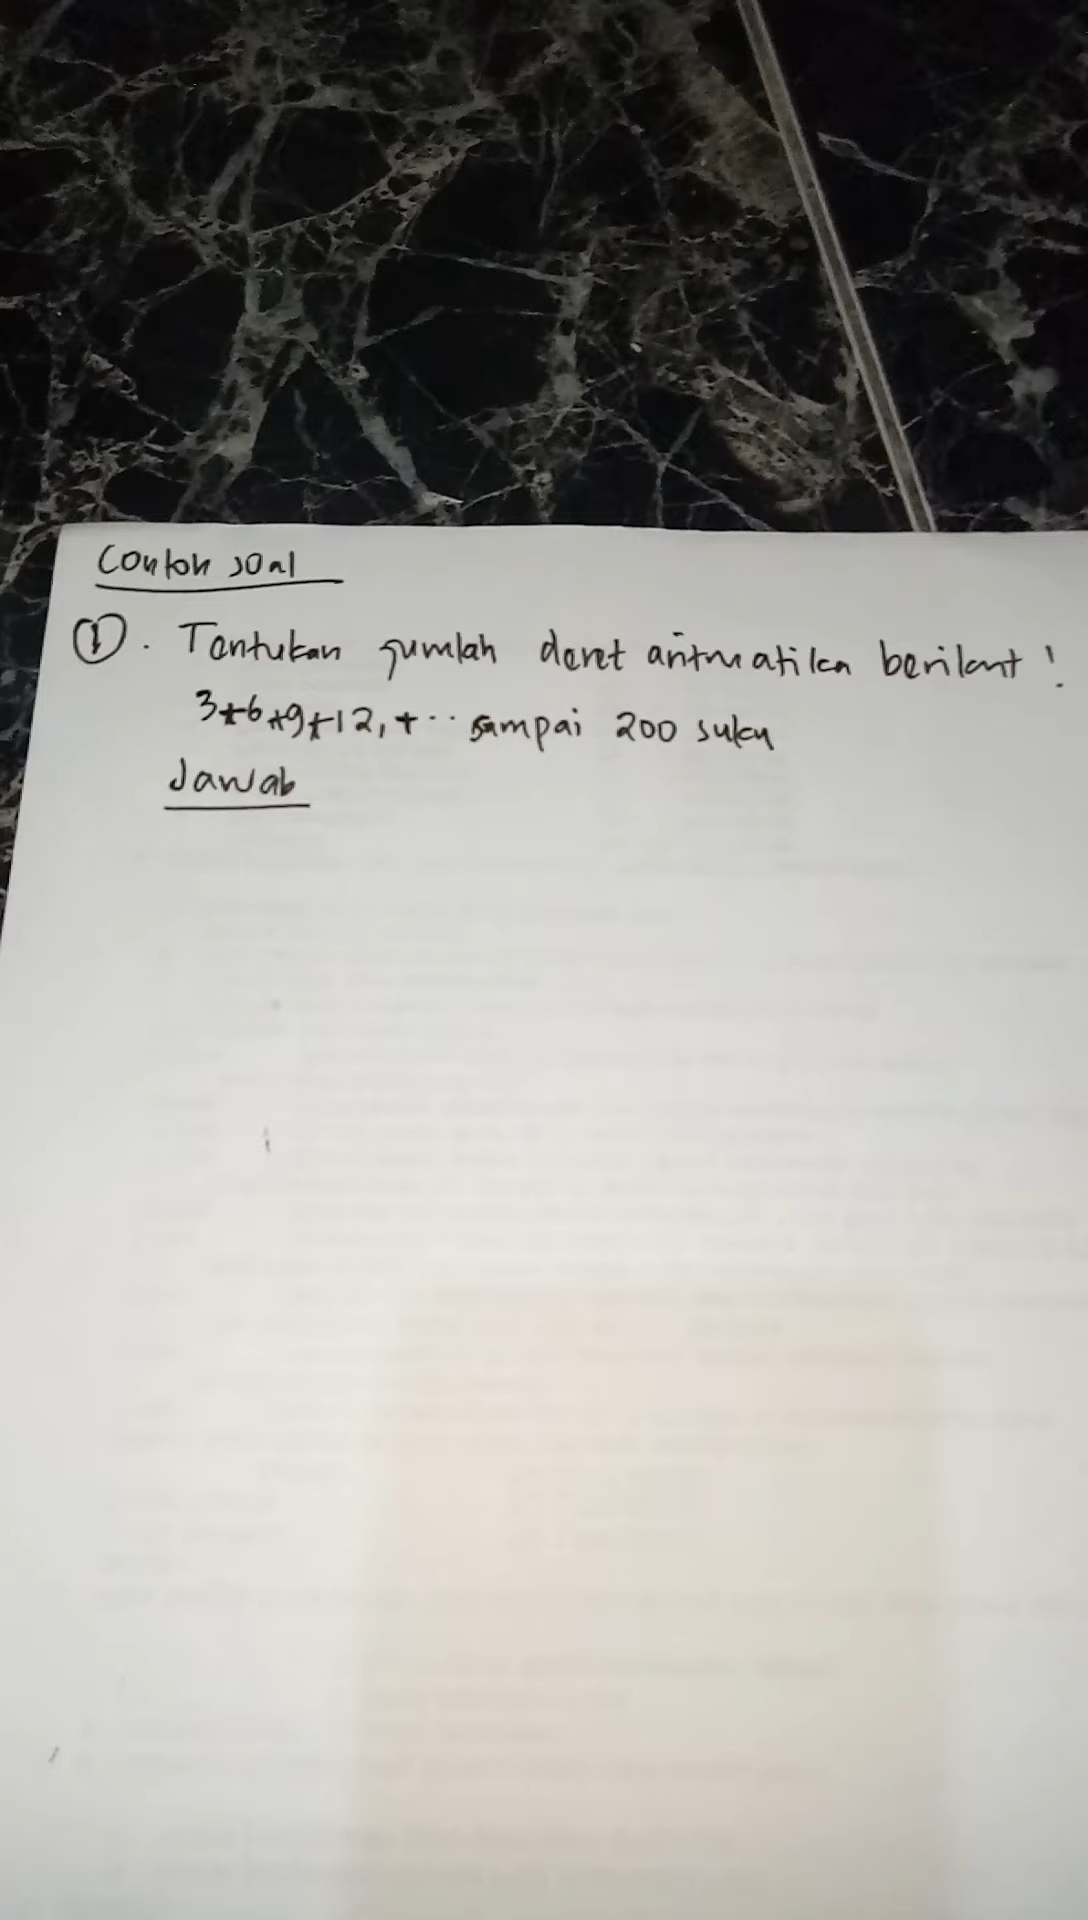 Contoh soal
①. Tentukan jumlah deret aritmatika berikut !
3+6+9+12,+.. sampai 200 suku
Jawab